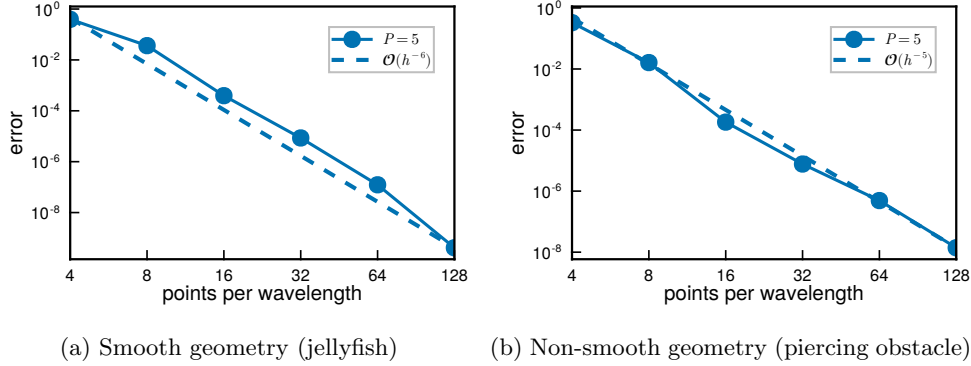 10^0
10^-2
10^-4
10^-6
10^-8
error
P = 5
𝒪(h^-6)
4 8 16 32 64 128
points per wavelength
(a) Smooth geometry (jellyfish)
10^0
10^-2
10^-4
10^-6
10^-8
error
P = 5
𝒪(h^-5)
4 8 16 32 64 128
points per wavelength
(b) Non-smooth geometry (piercing obstacle)